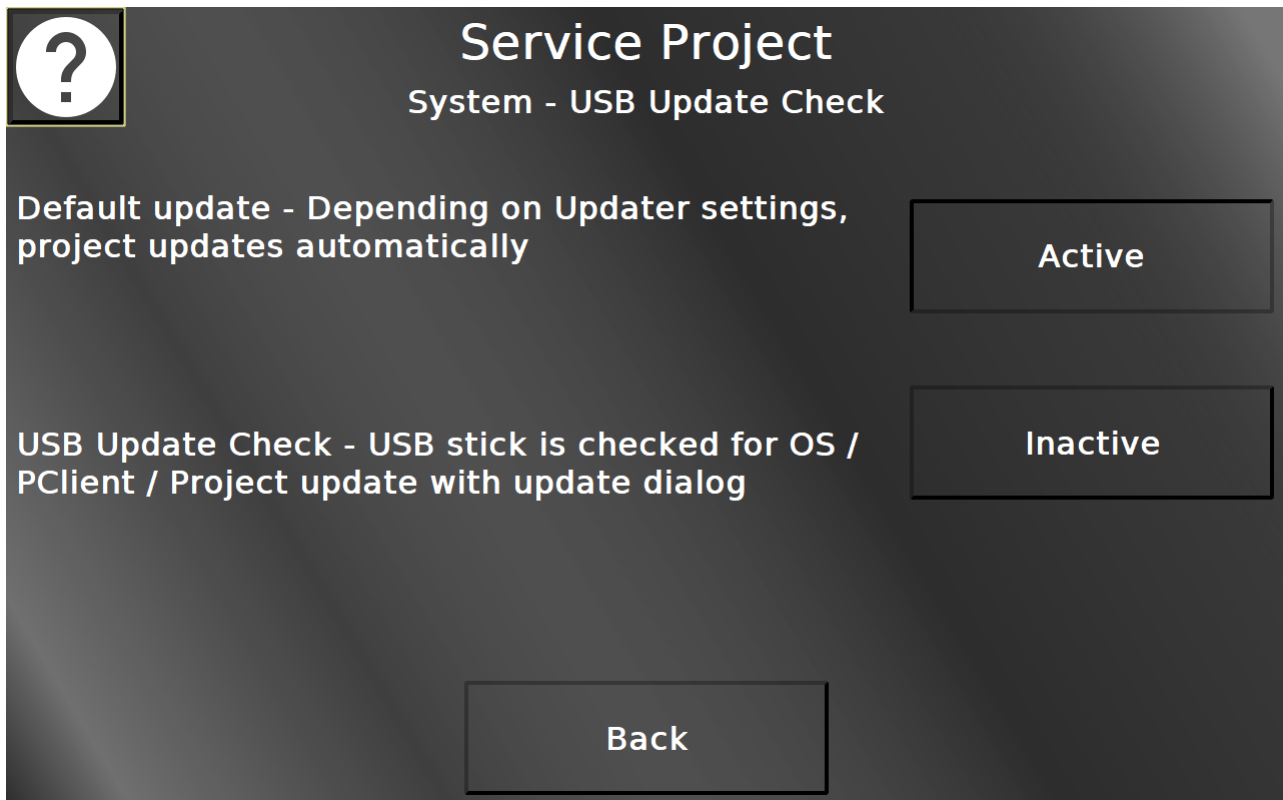 ?
Service Project
System - USB Update Check
Default update - Depending on Updater settings,
project updates automatically
Active
USB Update Check - USB stick is checked for OS /
PClient / Project update with update dialog
Inactive
Back